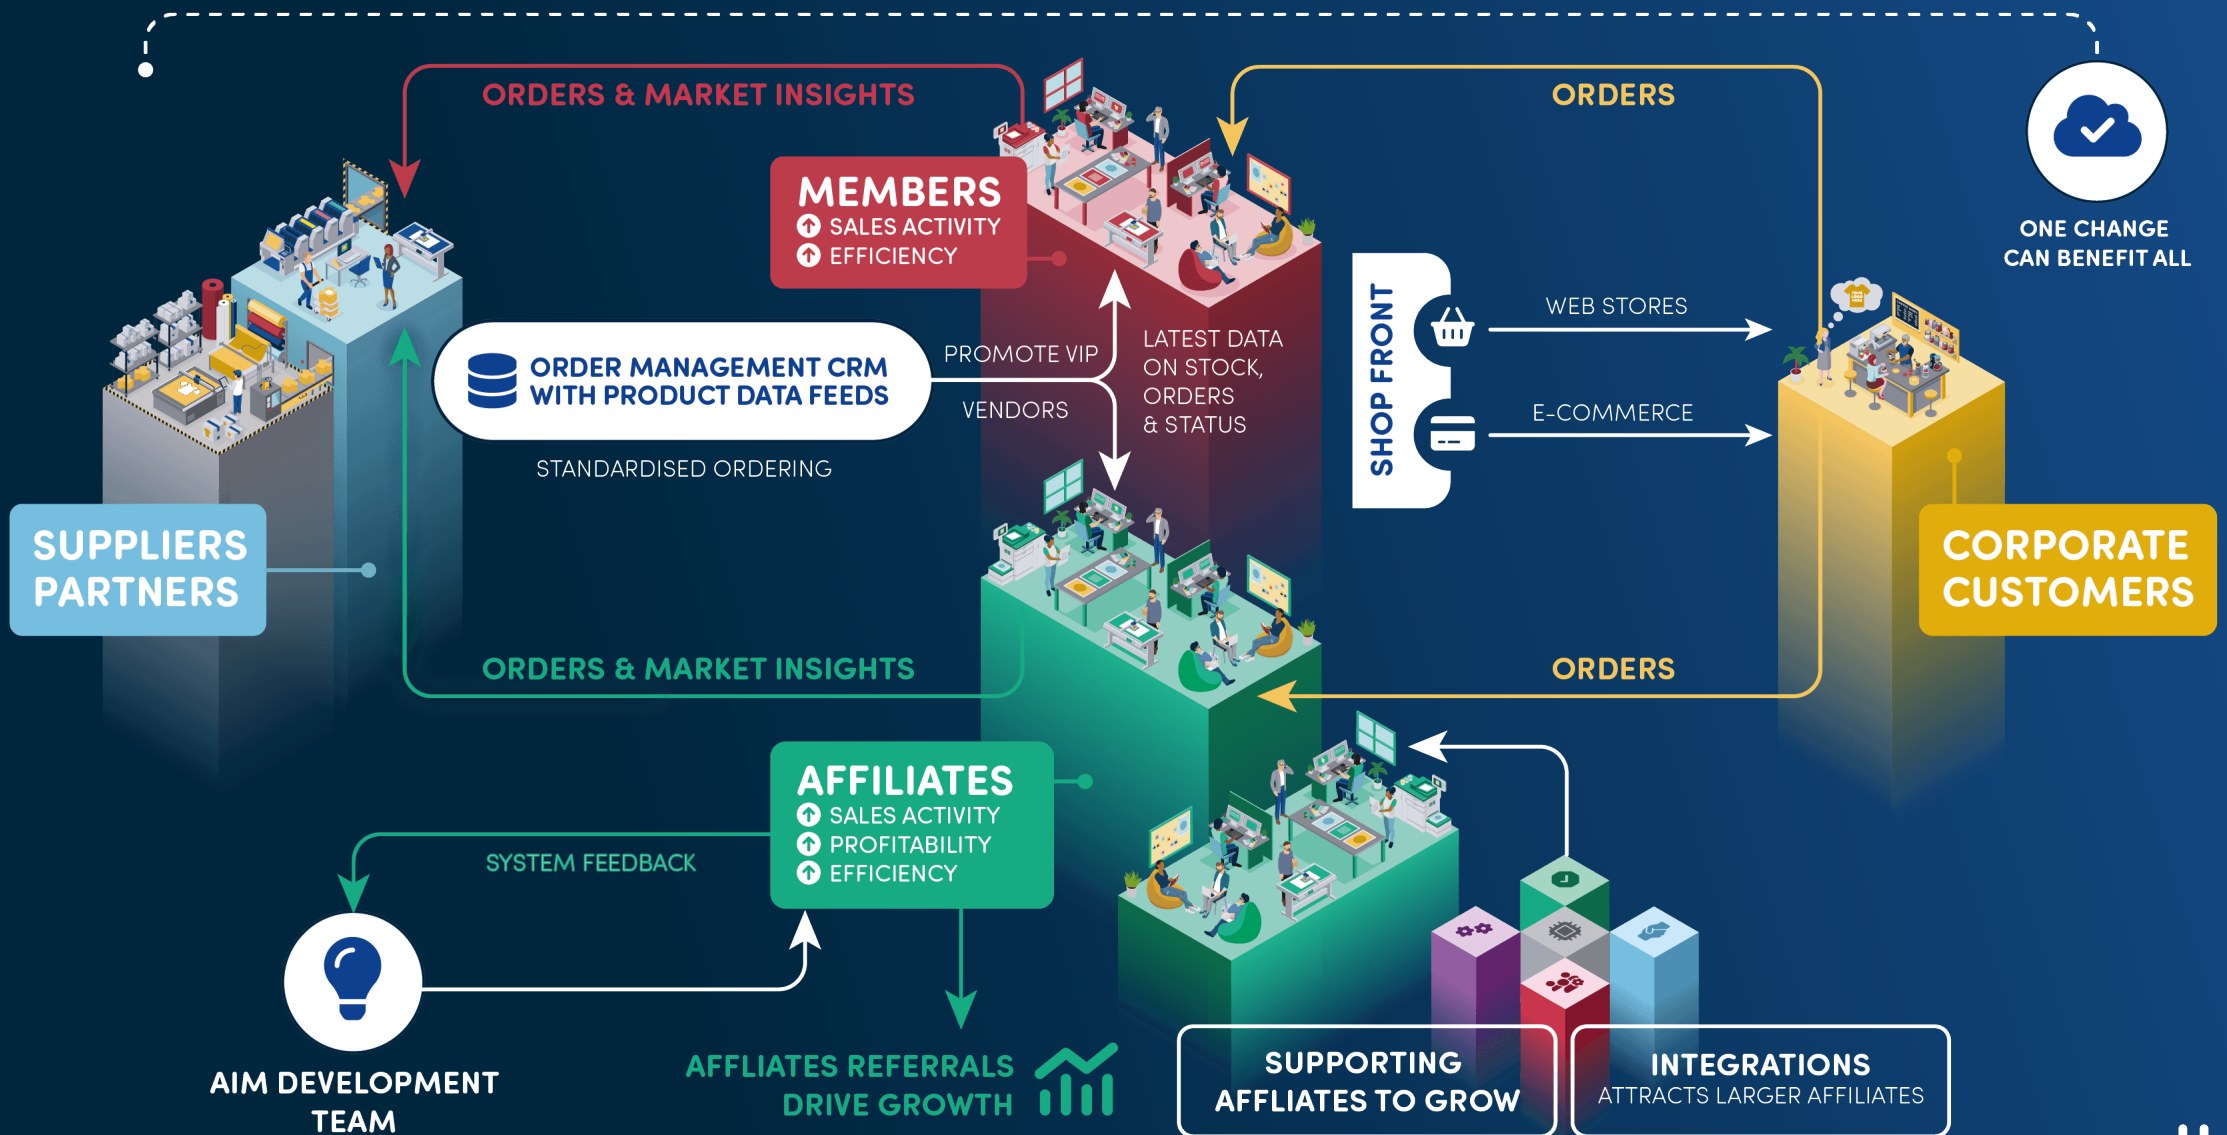 ORDERS & MARKET INSIGHTS
ORDERS
MEMBERS
SALES ACTIVITY
EFFICIENCY
ONE CHANGE
CAN BENEFIT ALL
ORDER MANAGEMENT CRM
WITH PRODUCT DATA FEEDS
STANDARDISED ORDERING
PROMOTE VIP
VENDORS
LATEST DATA
ON STOCK,
ORDERS
& STATUS
SHOP FRONT
WEB STORES
E-COMMERCE
YOUR
LOGO
HERE
SUPPLIERS
PARTNERS
CORPORATE
CUSTOMERS
ORDERS & MARKET INSIGHTS
ORDERS
AFFILIATES
SALES ACTIVITY
PROFITABILITY
EFFICIENCY
SYSTEM FEEDBACK
AIM DEVELOPMENT
TEAM
AFFLIATES REFERRALS
DRIVE GROWTH
SUPPORTING
AFFLIATES TO GROW
INTEGRATIONS
ATTRACTS LARGER AFFILIATES